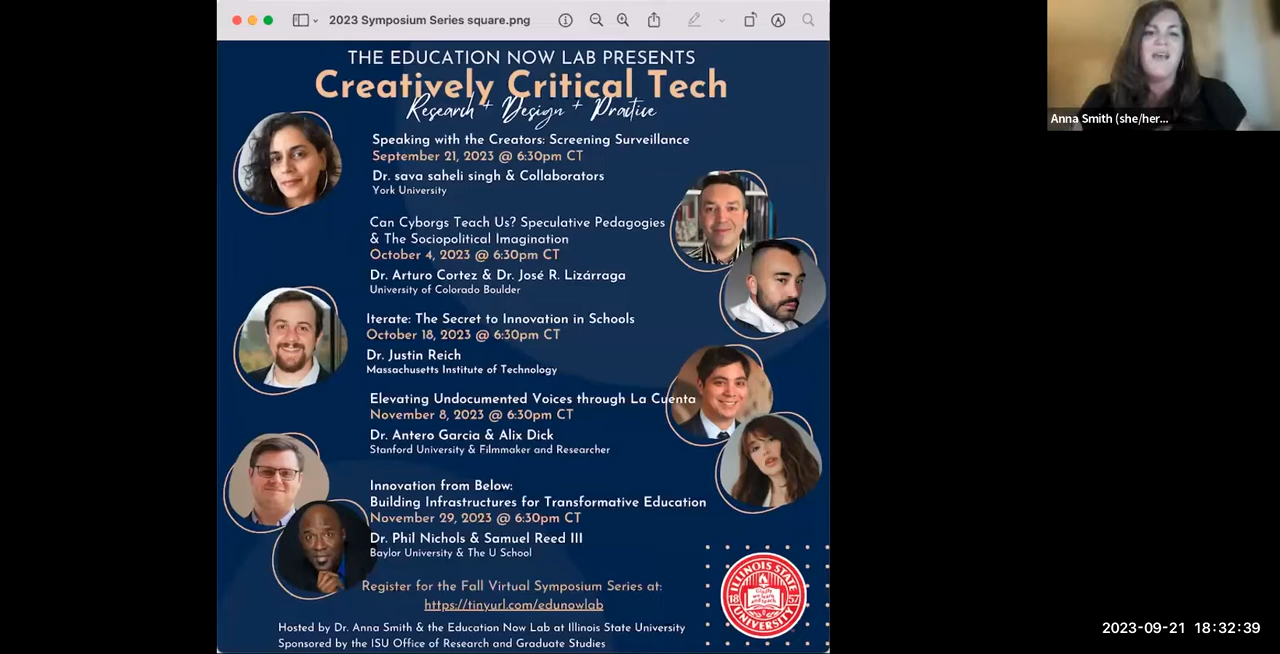 2023 Symposium Series square.png
THE EDUCATION NOW LAB PRESENTS
Creatively Critical Tech
Research + Design + Practive
Speaking with the Creators: Screening Surveillance
September 21, 2023 @ 6:30pm CT
Dr. sava saheli singh & Collaborators
York University
Can Cyborgs Teach Us? Speculative Pedagogies
& The Sociopolitical Imagination
October 4, 2023 @ 6:30pm CT
Dr. Arturo Cortez & Dr. José R. Lizárraga
University of Colorado Boulder
Iterate: The Secret to Innovation in Schools
October 18, 2023 @ 6:30pm CT
Dr. Justin Reich
Massachusetts Institute of Technology
Elevating Undocumented Voices through La Cuenta
November 8, 2023 @ 6:30pm CT
Dr. Antero Garcia & Alix Dick
Stanford University & Filmmaker and Researcher
Innovation from Below:
Building Infrastructures for Transformative Education
November 29, 2023 @ 6:30pm CT
Dr. Phil Nichols & Samuel Reed III
Baylor University & The U School
Register for the Fall Virtual Symposium Series at:
https://tinyurl.com/edunowlab
Hosted by Dr. Anna Smith & the Education Now Lab at Illinois State University
Sponsored by the ISU Office of Research and Graduate Studies
ILLINOIS STATE
18 57
UNIVERSITY
Anna Smith (she/her...
2023-09-21 18:32:39